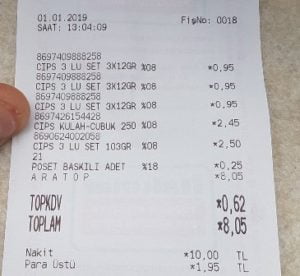 01.01.2019 FişNo: 0018
SAAT: 13:04:09
8697409888258
CIPS 3 LU SET 3X12GR %08 *0,95
8697409888258
CIPS 3 LU SET 3X12GR %08 *0,95
8697409888258
CIPS 3 LU SET 3X12GR %08 *0,95
8697426154428
CIPS KULAH-CUBUK 250 %08 *2,45
8690624002058
CIPS 3 LU SET 103GR %08 *2,50
21
POSET BASKILI ADET %18 *0,25
ARATOP *8,05
TOPKDV *0,62
TOPLAM *8,05
Nakit *10,00 TL
Para Üstü *1,95 TL